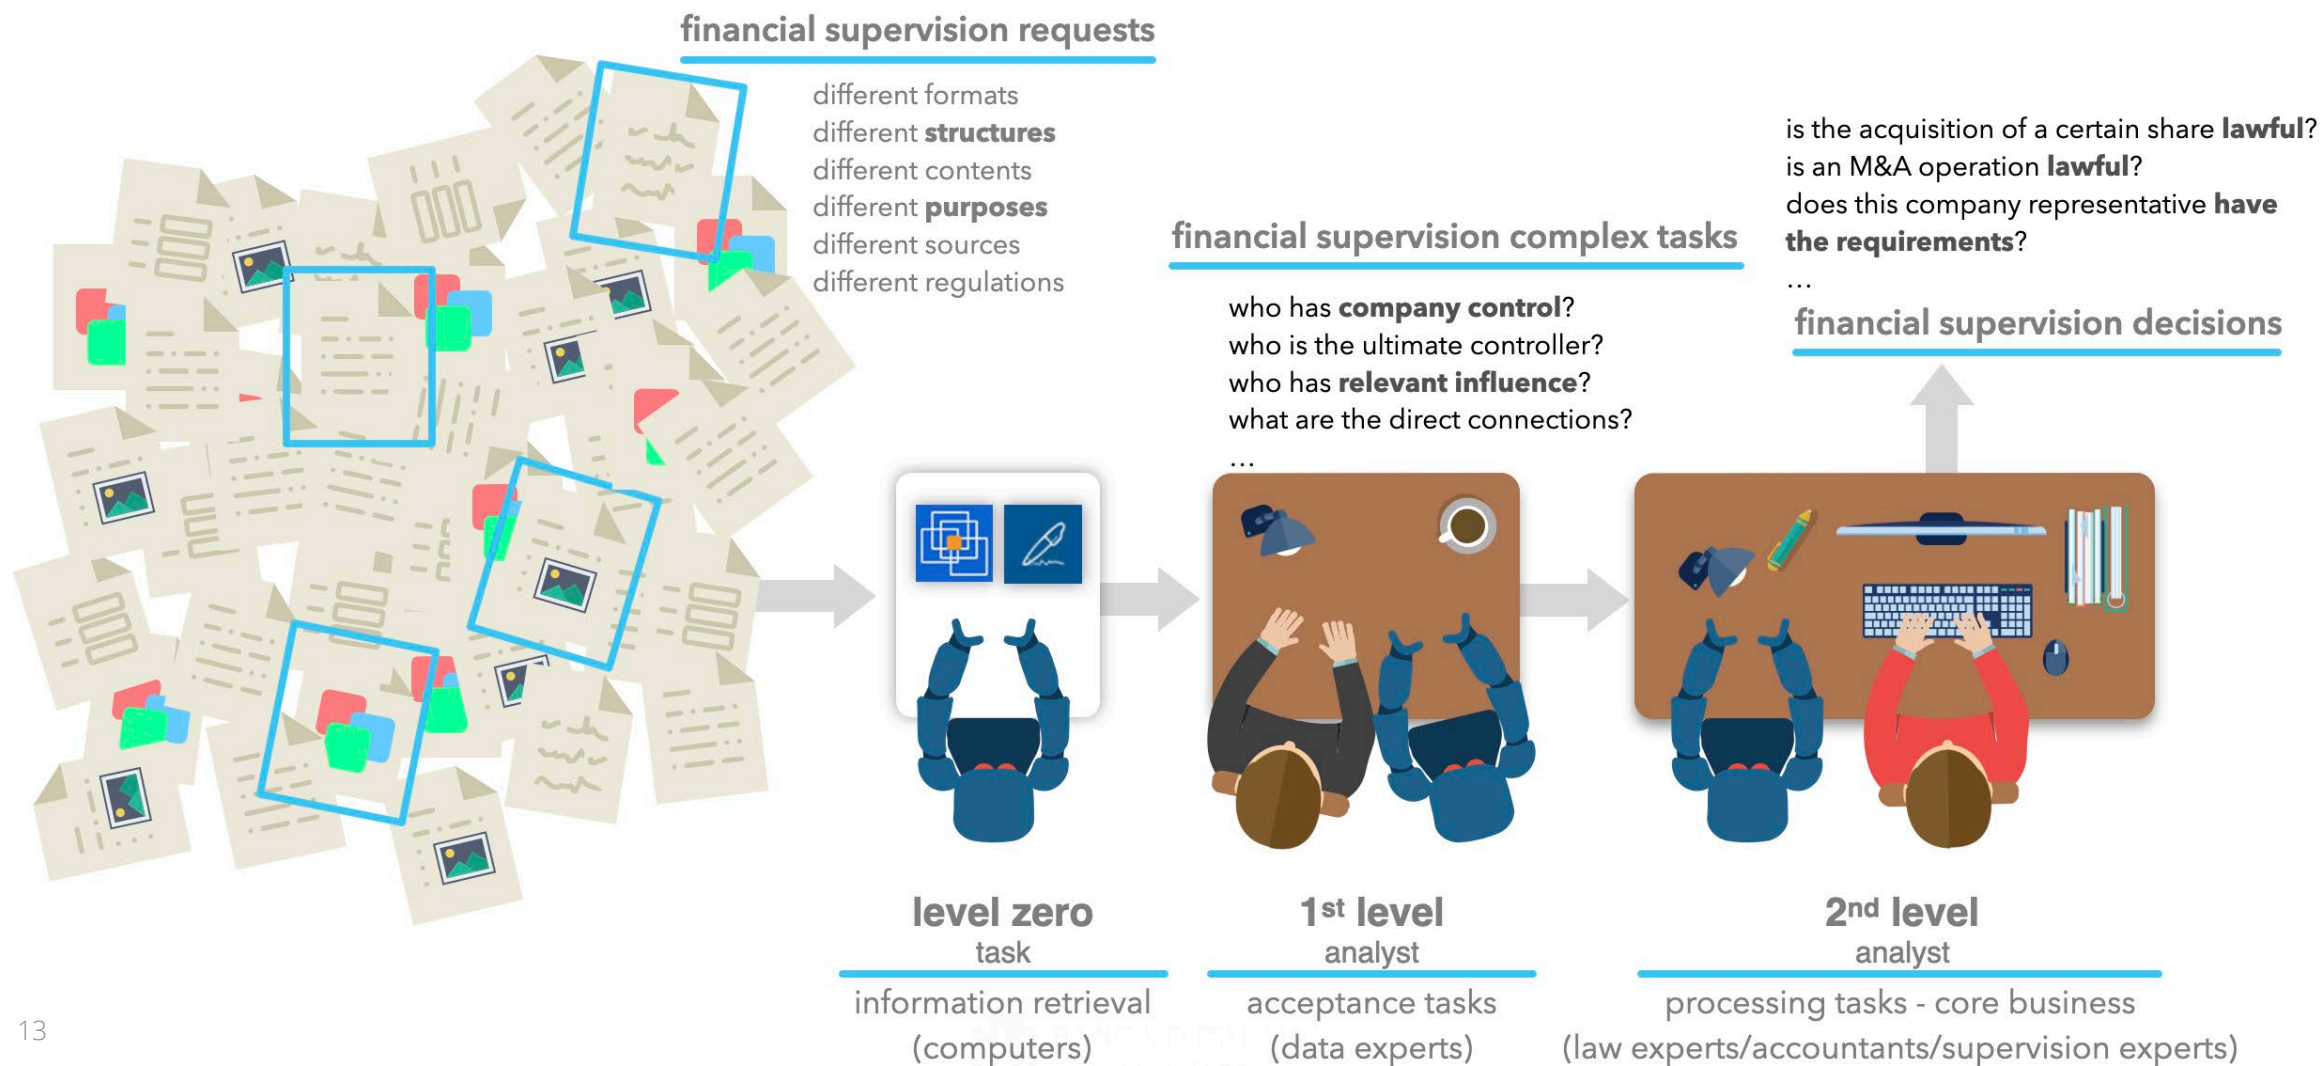 financial supervision requests
different formats
different structures
different contents
different purposes
different sources
different regulations
financial supervision complex tasks
who has company control?
who is the ultimate controller?
who has relevant influence?
what are the direct connections?
...
is the acquisition of a certain share lawful?
is an M&A operation lawful?
does this company representative have
the requirements?
...
financial supervision decisions
level zero
task
information retrieval
(computers)
1st level
analyst
acceptance tasks
(data experts)
2nd level
analyst
processing tasks - core business
(law experts/accountants/supervision experts)
13